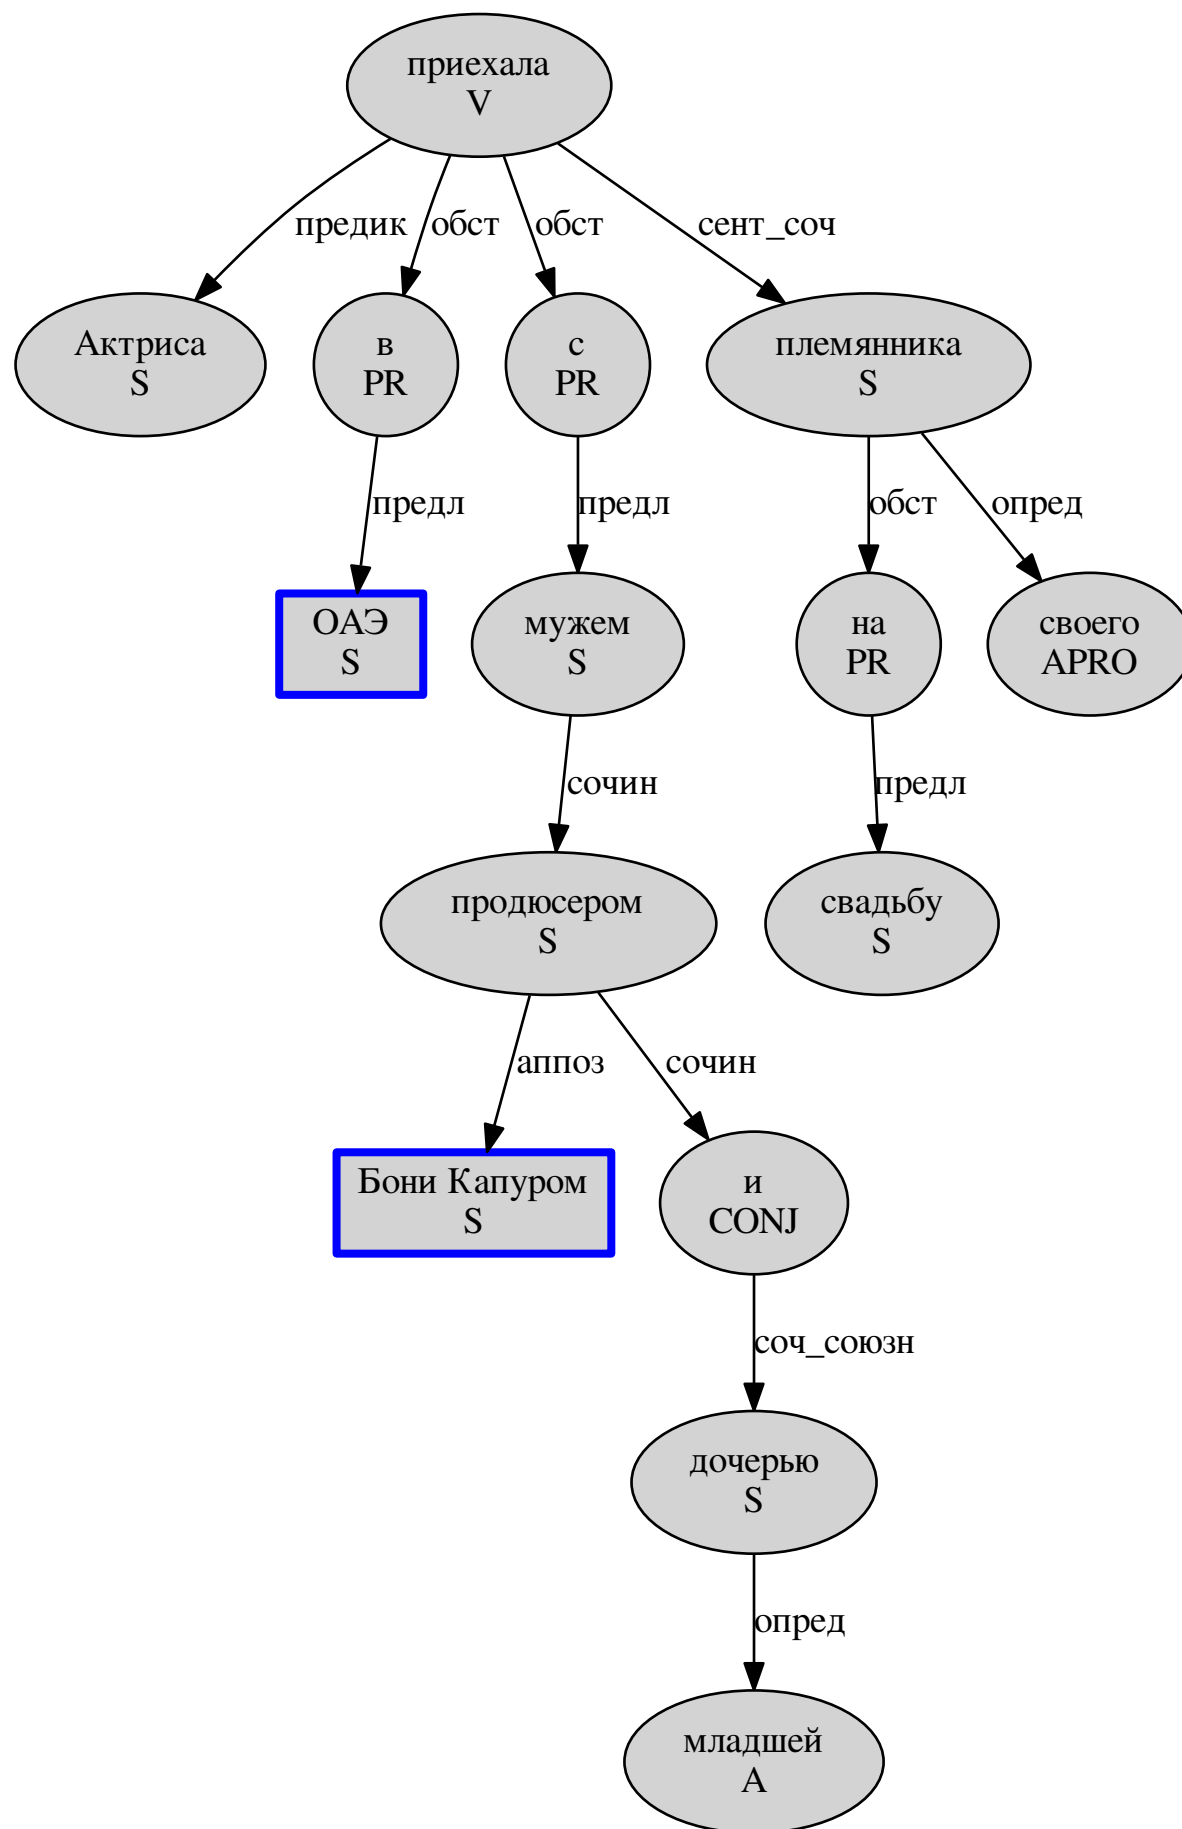 приехала
V
предик
обст
обст
сент_соч
Актриса
S
в
PR
с
PR
племянника
S
предл
предл
обст
опред
ОАЭ
S
мужем
S
на
PR
своего
APRO
сочин
предл
продюсером
S
свадьбу
S
аппоз
сочин
Бони Капуром
S
и
CONJ
соч_союзн
дочерью
S
опред
младшей
A